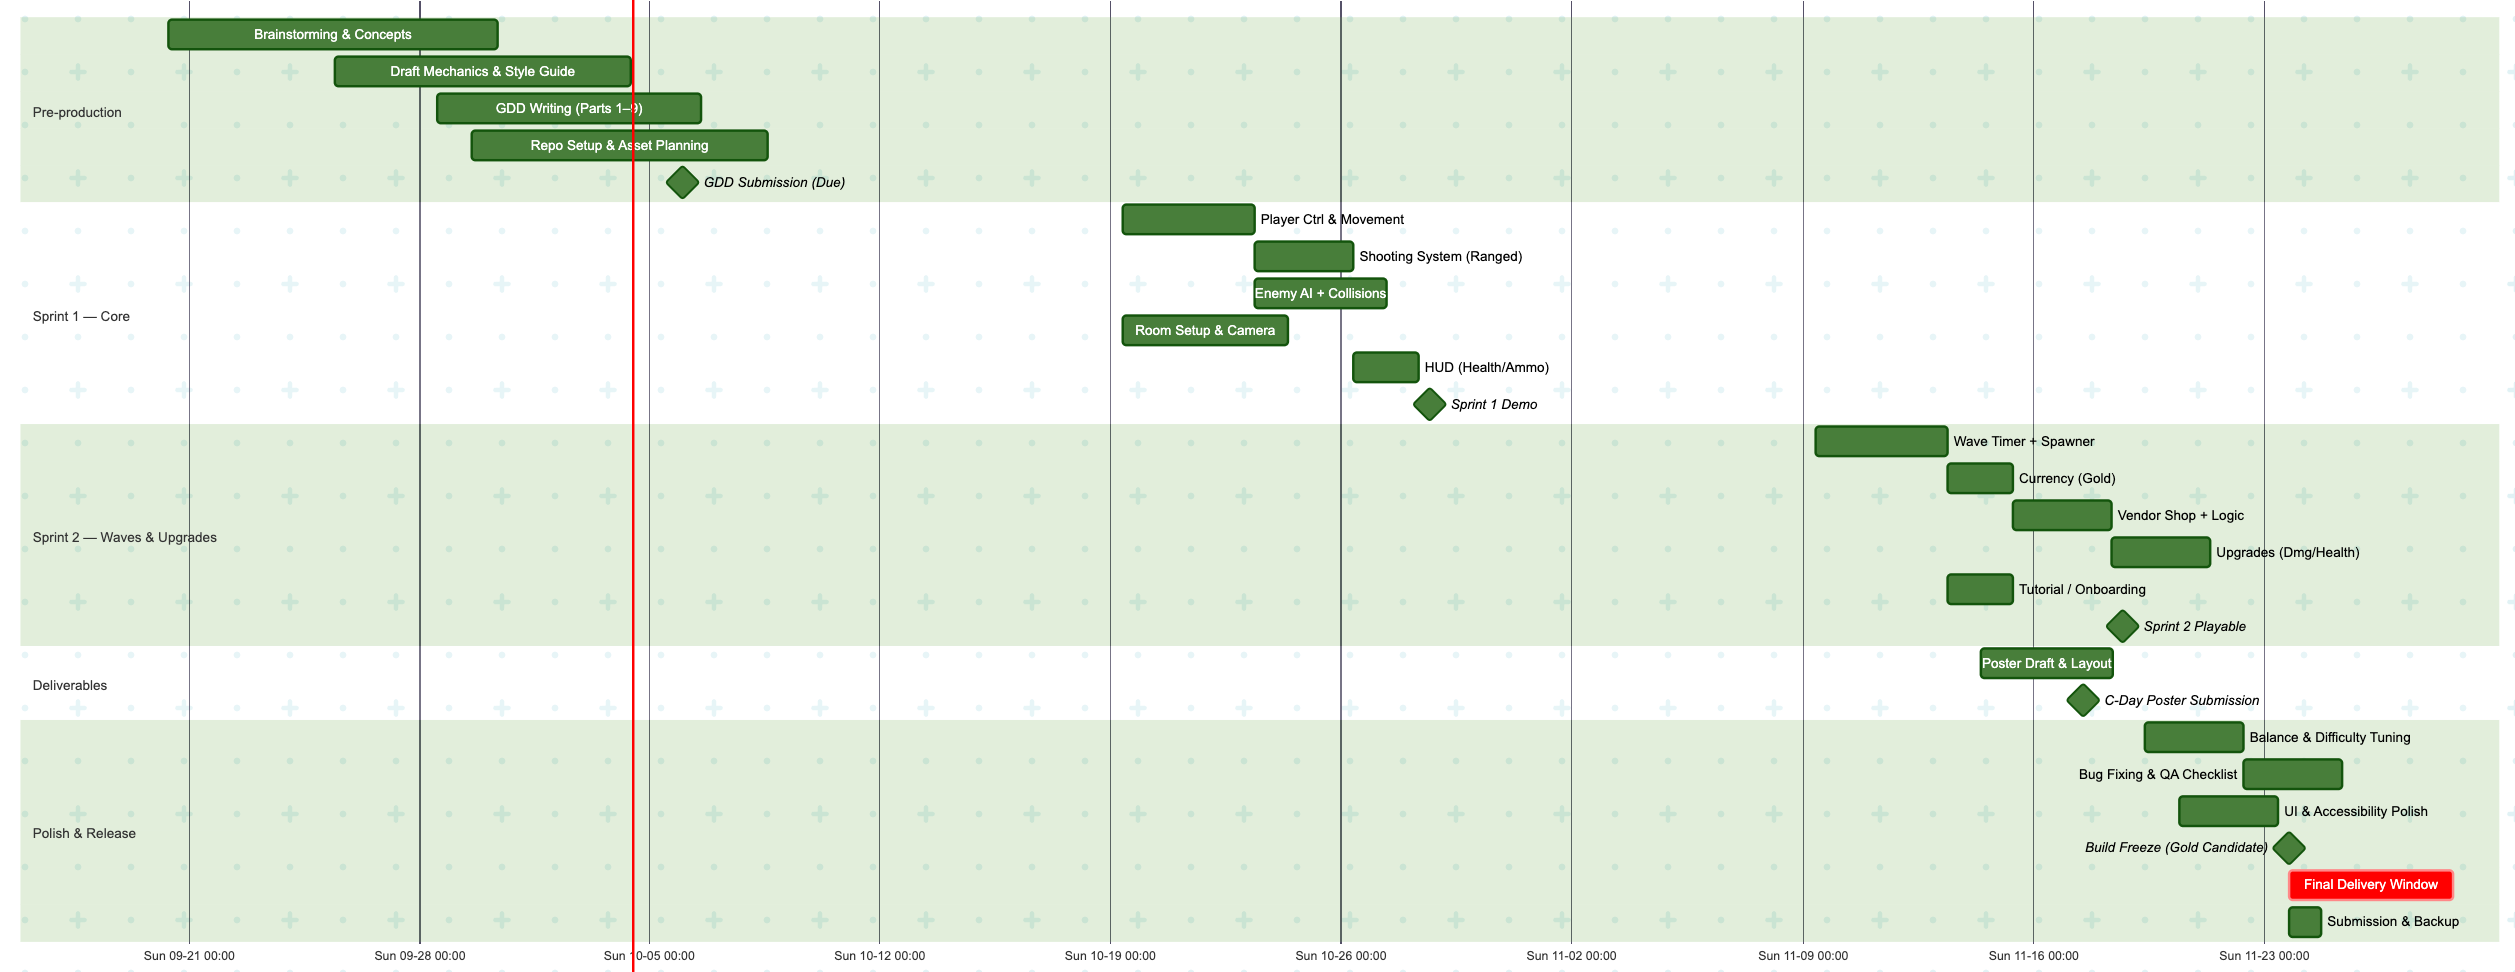 Brainstorming & Concepts
Draft Mechanics & Style Guide
GDD Writing (Parts 1–9)
Pre-production
Repo Setup & Asset Planning
GDD Submission (Due)
Player Ctrl & Movement
Shooting System (Ranged)
Enemy AI + Collisions
Sprint 1 — Core
Room Setup & Camera
HUD (Health/Ammo)
Sprint 1 Demo
Wave Timer + Spawner
Currency (Gold)
Vendor Shop + Logic
Sprint 2 — Waves & Upgrades
Upgrades (Dmg/Health)
Tutorial / Onboarding
Sprint 2 Playable
Poster Draft & Layout
Deliverables
C-Day Poster Submission
Balance & Difficulty Tuning
Bug Fixing & QA Checklist
UI & Accessibility Polish
Polish & Release
Build Freeze (Gold Candidate)
Final Delivery Window
Submission & Backup
Sun 09-21 00:00
Sun 09-28 00:00
Sun 10-05 00:00
Sun 10-12 00:00
Sun 10-19 00:00
Sun 10-26 00:00
Sun 11-02 00:00
Sun 11-09 00:00
Sun 11-16 00:00
Sun 11-23 00:00